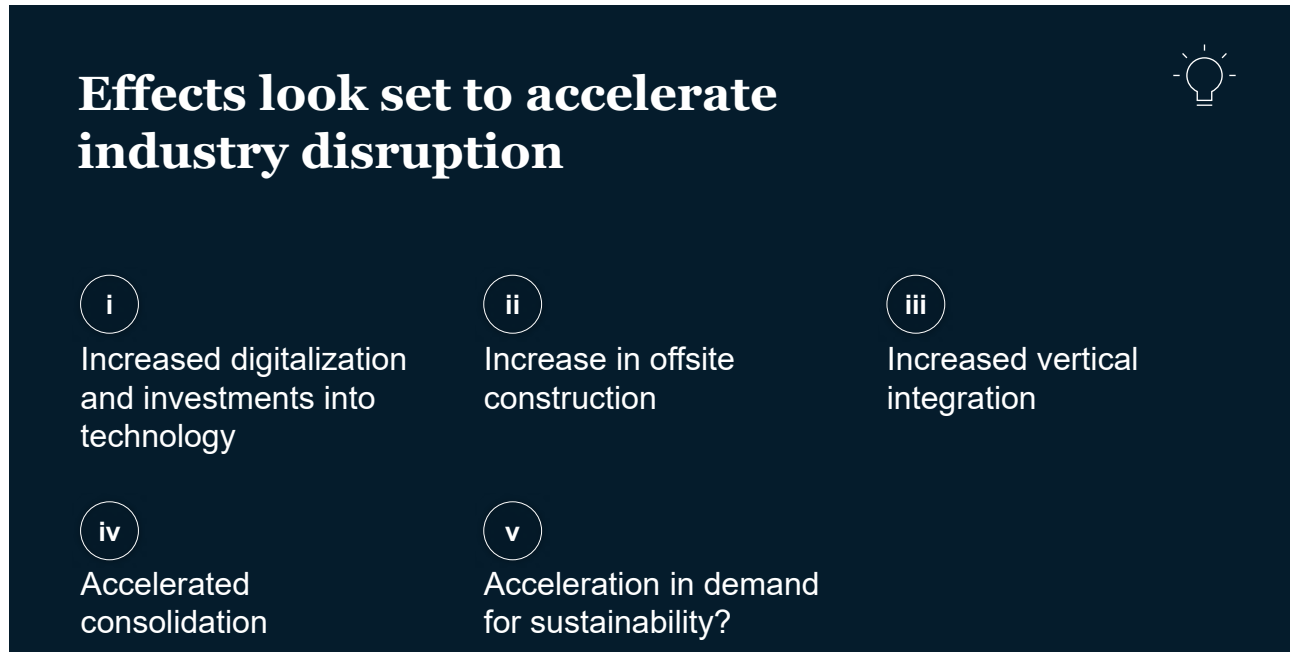 Effects look set to accelerate
industry disruption
i
Increased digitalization
and investments into
technology
ii
Increase in offsite
construction
iii
Increased vertical
integration
iv
Accelerated
consolidation
v
Acceleration in demand
for sustainability?